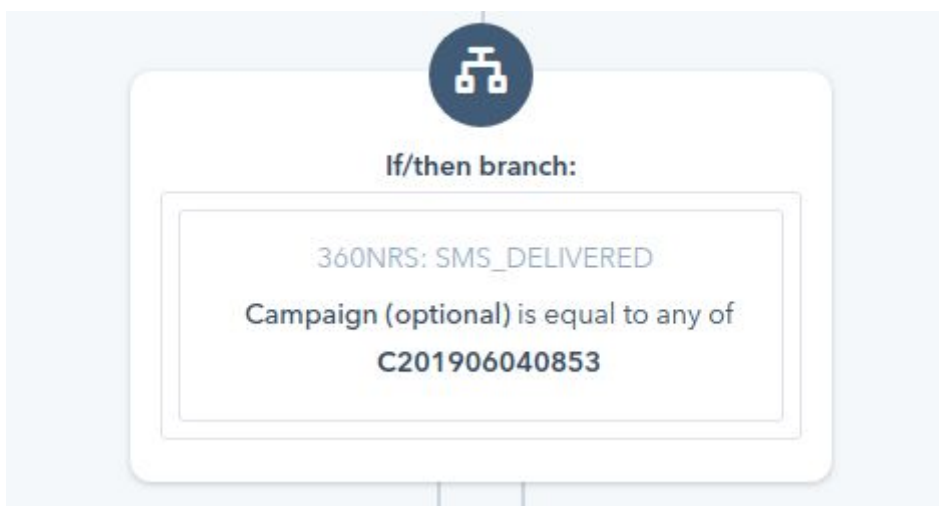 If/then branch:
360NRS: SMS_DELIVERED
Campaign (optional) is equal to any of
C201906040853